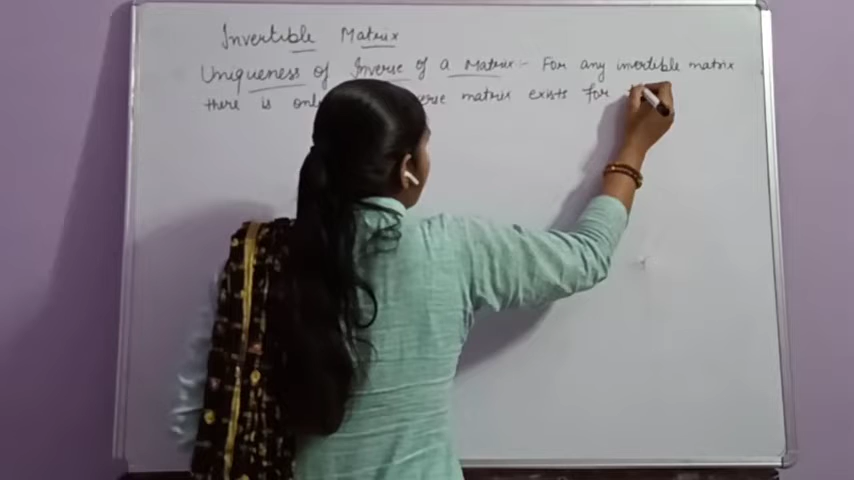 Invertible Matrix
Uniqueness of Inverse of a Matrix :- For any invertible matrix
there is matrix exists for